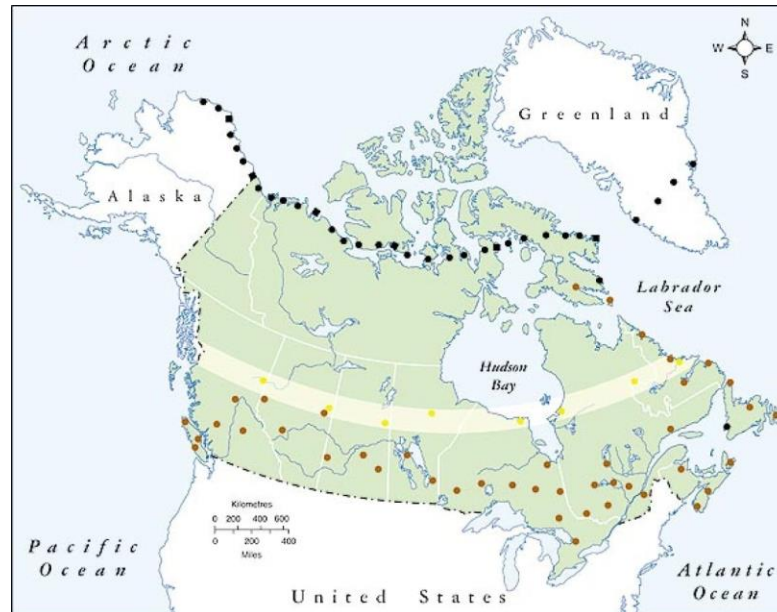 Arctic
Ocean
N
W E
S
Greenland
Alaska
Labrador
Sea
Hudson
Bay
Kilometres
0 200 400 600
0 200 400
Miles
Pacific
Ocean
United States
Atlantic
Ocean